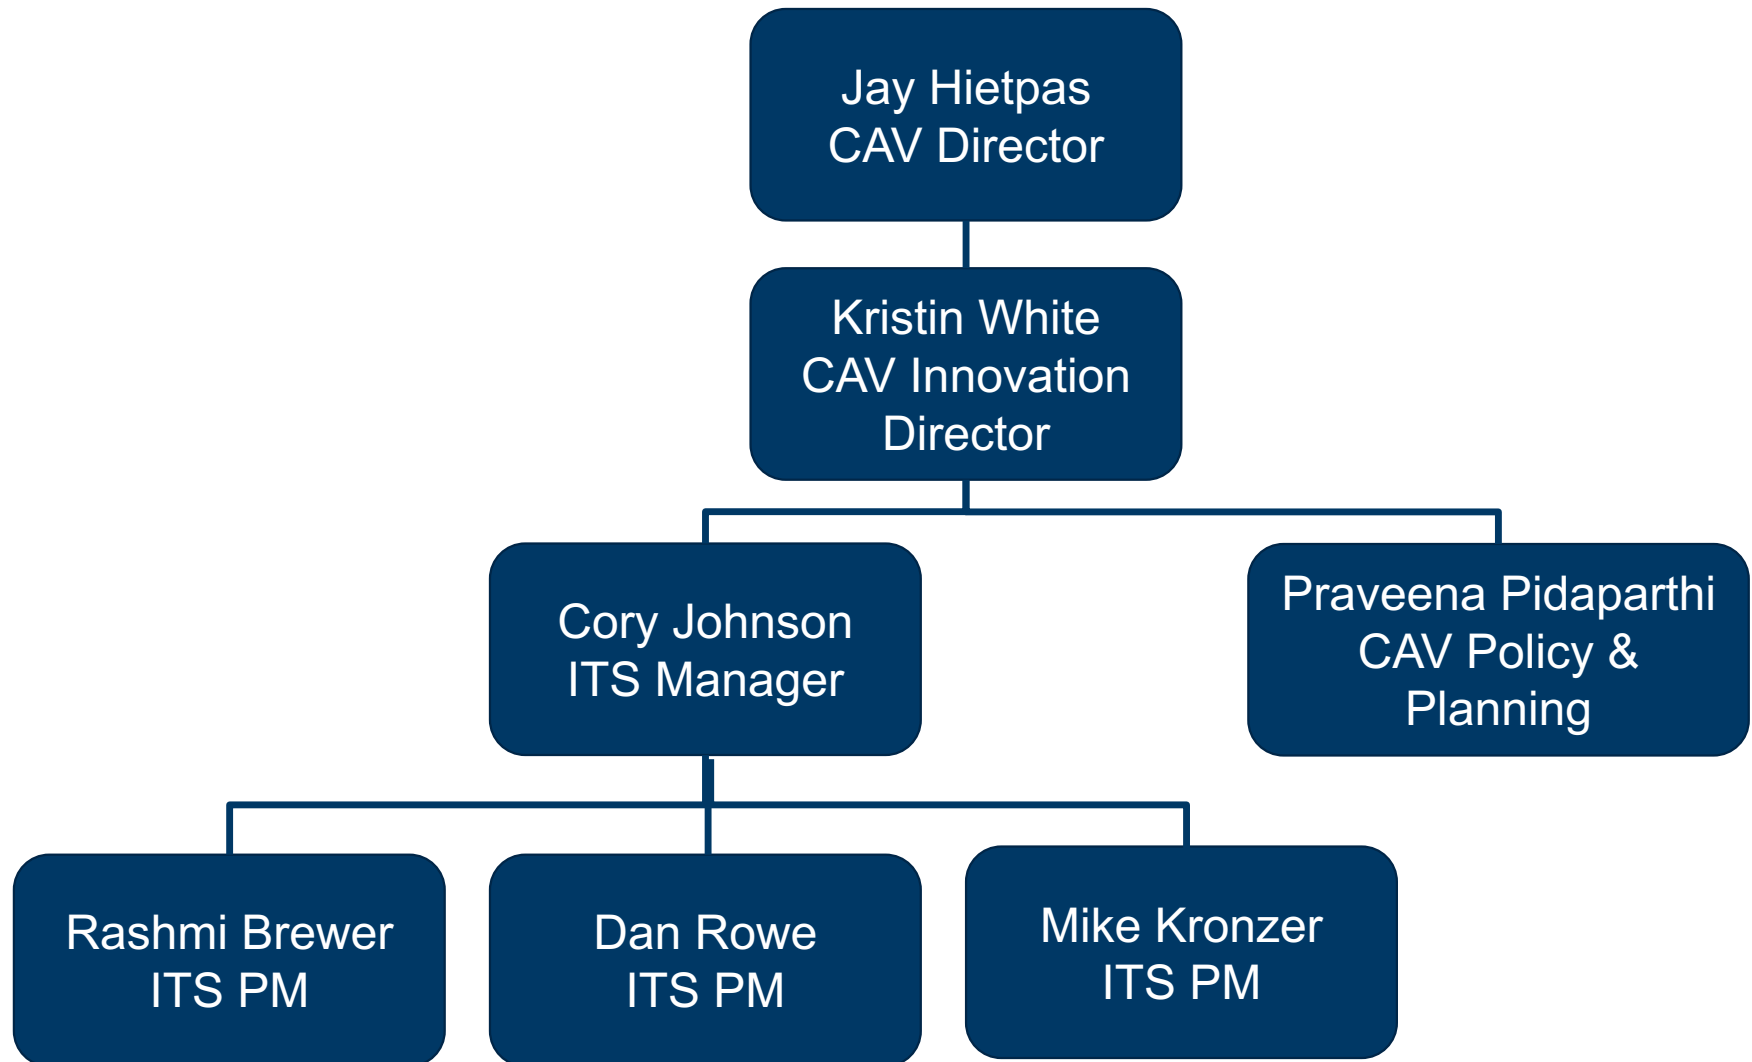 Jay Hietpas
CAV Director
Kristin White
CAV Innovation
Director
Cory Johnson
ITS Manager
Praveena Pidaparthi
CAV Policy &
Planning
Rashmi Brewer
ITS PM
Dan Rowe
ITS PM
Mike Kronzer
ITS PM